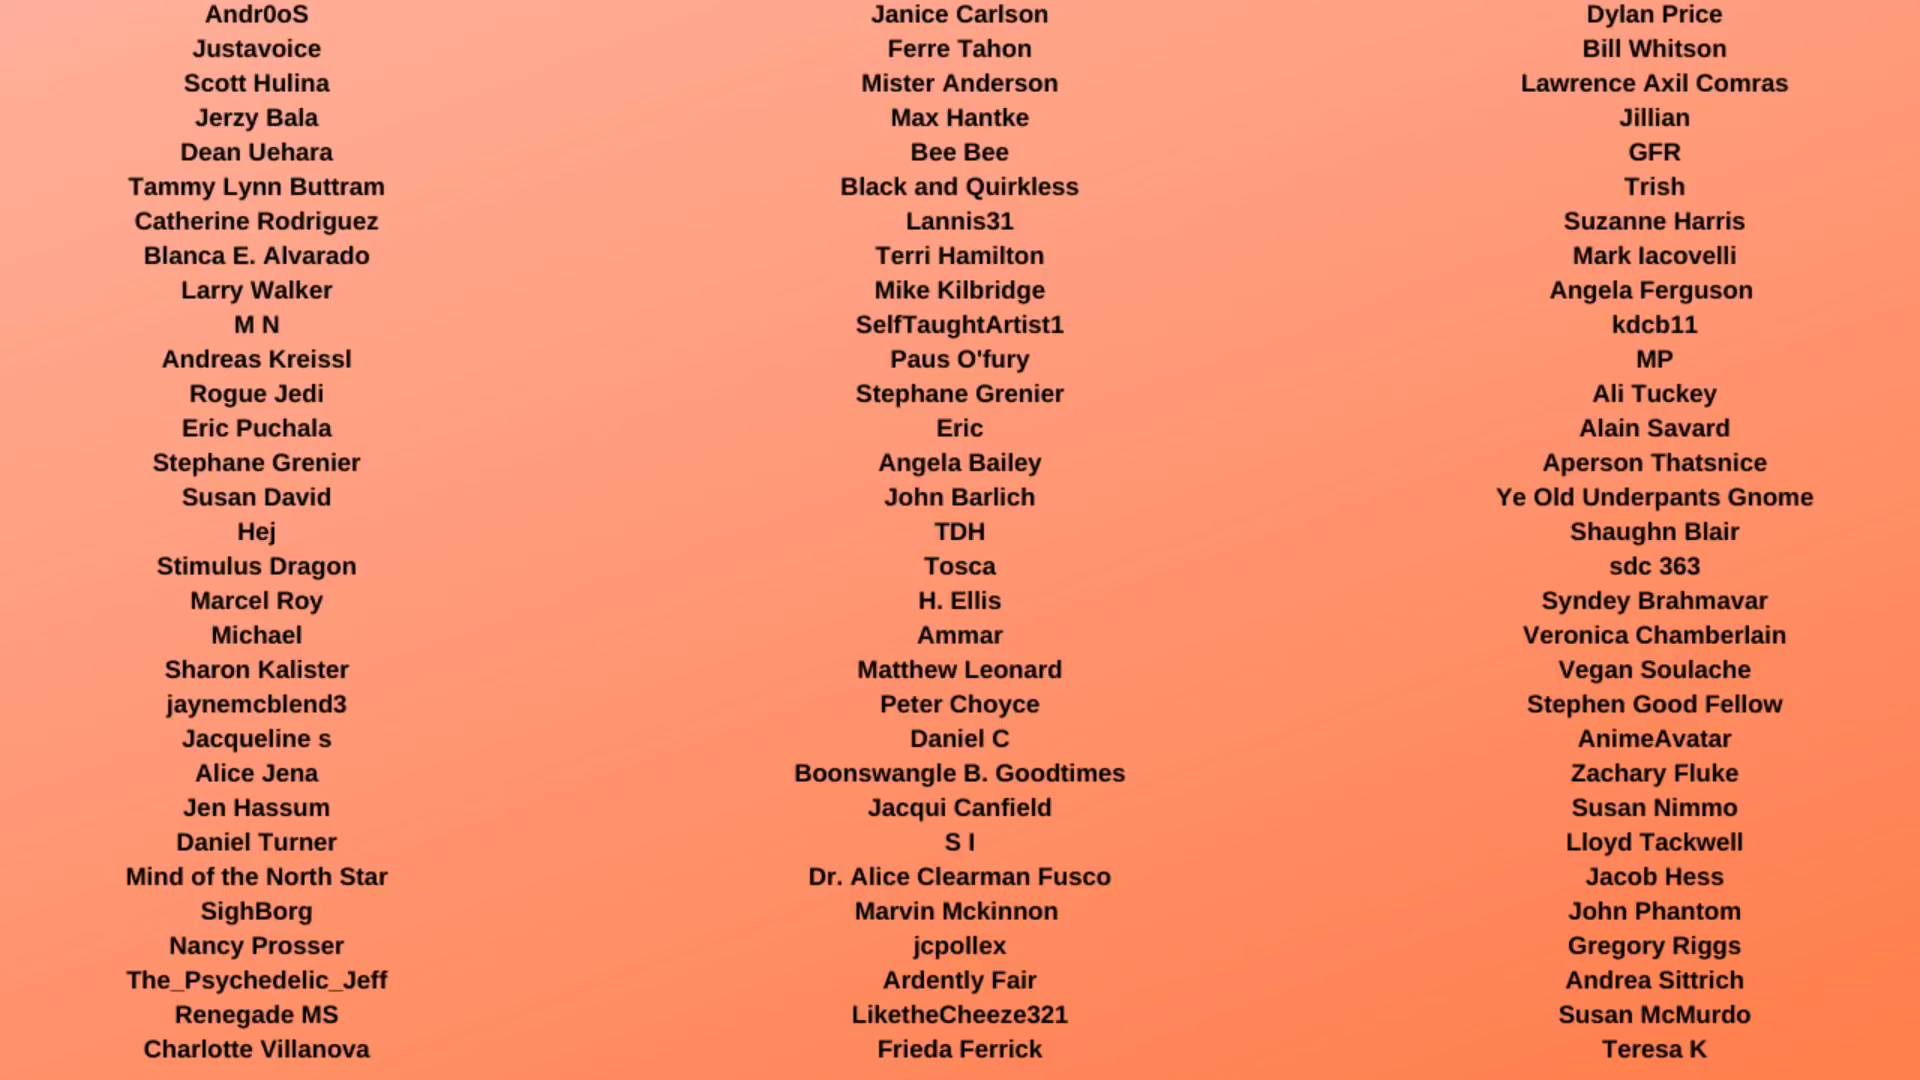 Andr0oS
Justavoice
Scott Hulina
Jerzy Bala
Dean Uehara
Tammy Lynn Buttram
Catherine Rodriguez
Blanca E. Alvarado
Larry Walker
M N
Andreas Kreissl
Rogue Jedi
Eric Puchala
Stephane Grenier
Susan David
Hej
Stimulus Dragon
Marcel Roy
Michael
Sharon Kalister
jaynemcblend3
Jacqueline s
Alice Jena
Jen Hassum
Daniel Turner
Mind of the North Star
SighBorg
Nancy Prosser
The_Psychedelic_Jeff
Renegade MS
Charlotte Villanova
Janice Carlson
Ferre Tahon
Mister Anderson
Max Hantke
Bee Bee
Black and Quirkless
Lannis31
Terri Hamilton
Mike Kilbridge
SelfTaughtArtist1
Paus O'fury
Stephane Grenier
Eric
Angela Bailey
John Barlich
TDH
Tosca
H. Ellis
Ammar
Matthew Leonard
Peter Choyce
Daniel C
Boonswangle B. Goodtimes
Jacqui Canfield
S I
Dr. Alice Clearman Fusco
Marvin Mckinnon
jcpollex
Ardently Fair
LiketheCheeze321
Frieda Ferrick
Dylan Price
Bill Whitson
Lawrence Axil Comras
Jillian
GFR
Trish
Suzanne Harris
Mark Iacovelli
Angela Ferguson
kdcb11
MP
Ali Tuckey
Alain Savard
Aperson Thatsnice
Ye Old Underpants Gnome
Shaughn Blair
sdc 363
Syndey Brahmavar
Veronica Chamberlain
Vegan Soulache
Stephen Good Fellow
AnimeAvatar
Zachary Fluke
Susan Nimmo
Lloyd Tackwell
Jacob Hess
John Phantom
Gregory Riggs
Andrea Sittrich
Susan McMurdo
Teresa K